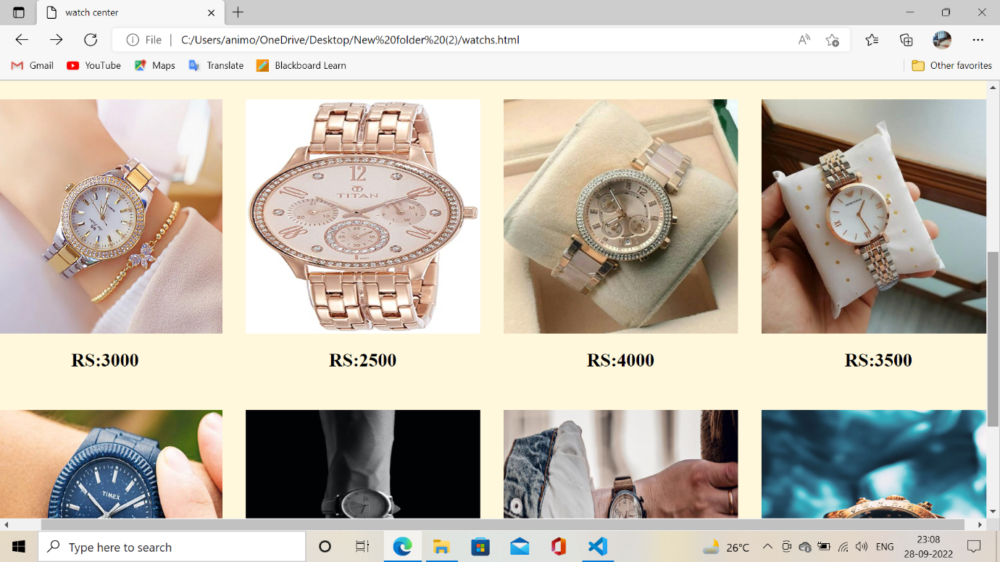 watch center
File
C:/Users/animo/OneDrive/Desktop/New%20folder%20(2)/watchs.html
Gmail
YouTube
Maps
Translate
Blackboard Learn
Other favorites
12
TITAN
12
RS:3000
RS:2500
RS:4000
RS:3500
TIMEX
Type here to search
26°C
ENG
23:08
28-09-2022